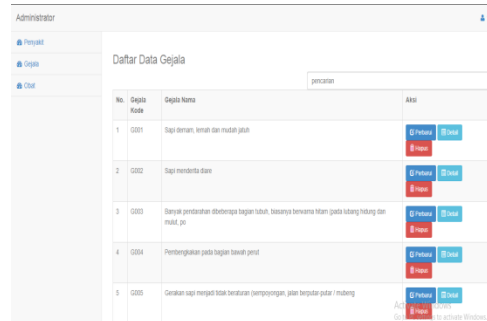 Administrator
Penyakit
Gejala
Obat
Daftar Data Gejala
pencarian
No. Gejala Kode Gejala Nama Aksi
1 G001 Sapi demam, lemah dan mudah jatuh Perbarui Detail
Hapus
2 G002 Sapi menderita diare Perbarui Detail
Hapus
3 G003 Banyak pendarahan dibeberapa bagian tubuh, biasanya berwarna hitam (pada lubang hidung dan Perbarui Detail
mulut, po Hapus
4 G004 Pembengkakan pada bagian bawah perut Perbarui Detail
Hapus
5 G005 Gerakan sapi menjadi tidak beraturan (sempoyongan, jalan berputar-putar / mubeng Perbarui Detail
Hapus
to activate Windows.